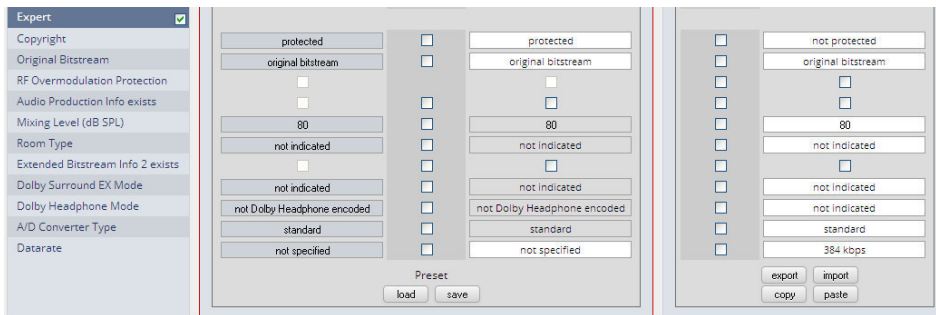 Expert
Copyright protected protected not protected
Original Bitstream original bitstream original bitstream original bitstream
RF Overmodulation Protection
Audio Production Info exists
Mixing Level (dB SPL) 80 80 80
Room Type not indicated not indicated not indicated
Extended Bitstream Info 2 exists
Dolby Surround EX Mode not indicated not indicated not indicated
Dolby Headphone Mode not Dolby Headphone encoded not Dolby Headphone encoded not indicated
A/D Converter Type standard standard standard
Datarate not specified not specified 384 kbps
Preset export import
load save copy paste